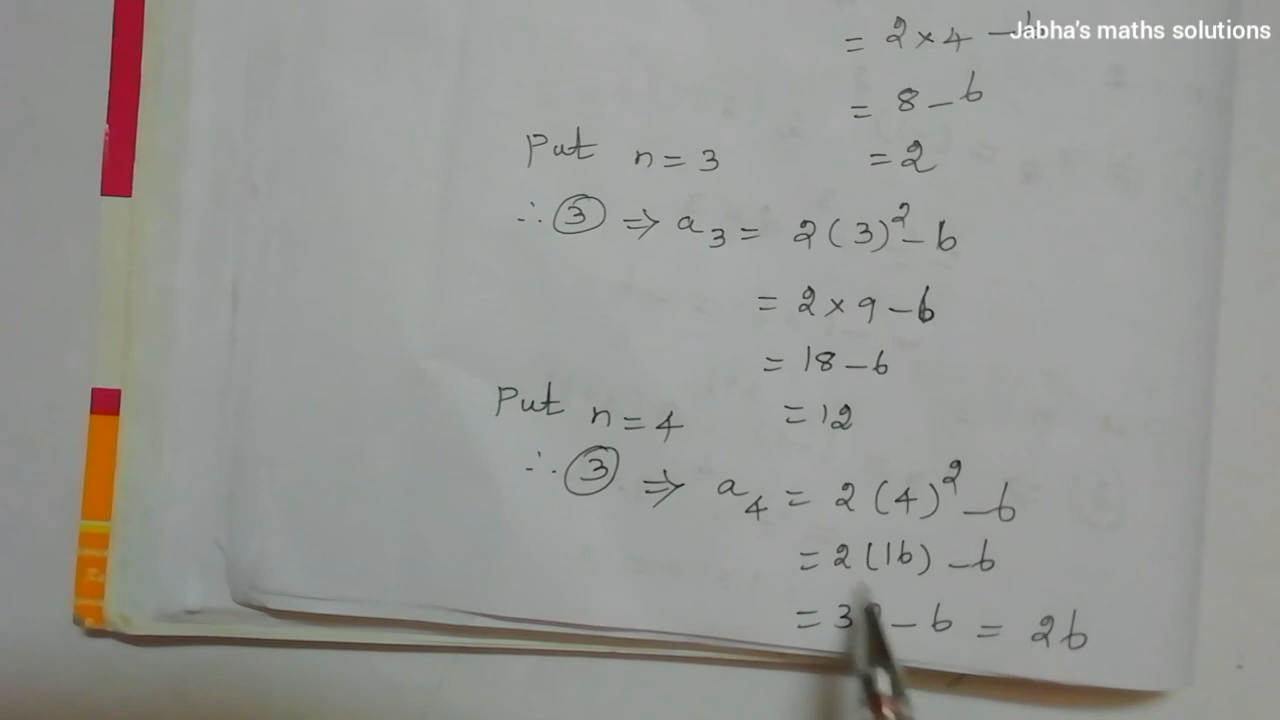 Jabha's maths solutions
= 2 × 4 –
= 8 – 6
Put n = 3 = 2
∴ ③ ⇒ a₃ = 2(3)² – 6
= 2 × 9 – 6
= 18 – 6
Put n = 4 = 12
∴ ③ ⇒ a₄ = 2(4)² – 6
= 2(16) – 6
= 3 – 6 = 26